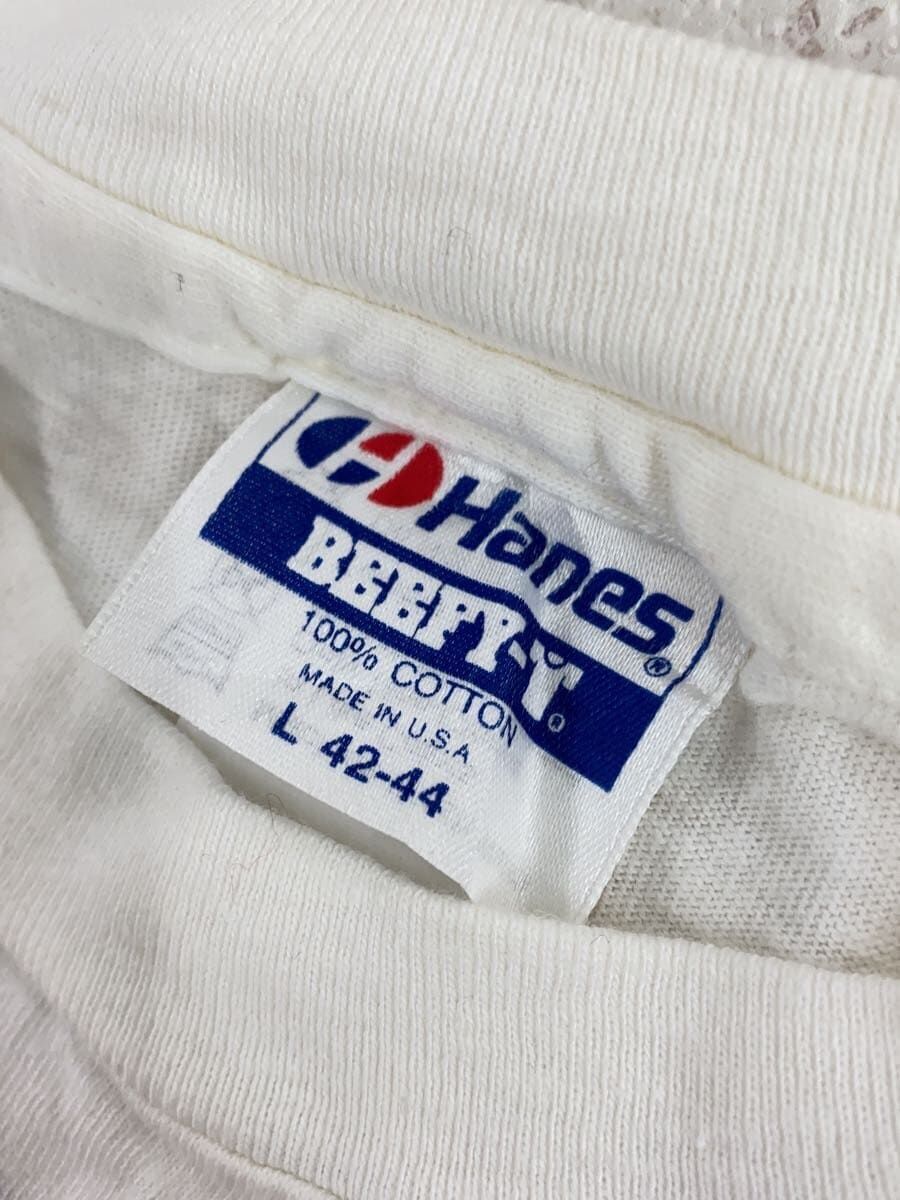 Hanes®
BEEFY-T®
100% COTTON
MADE IN U.S.A
L 42-44